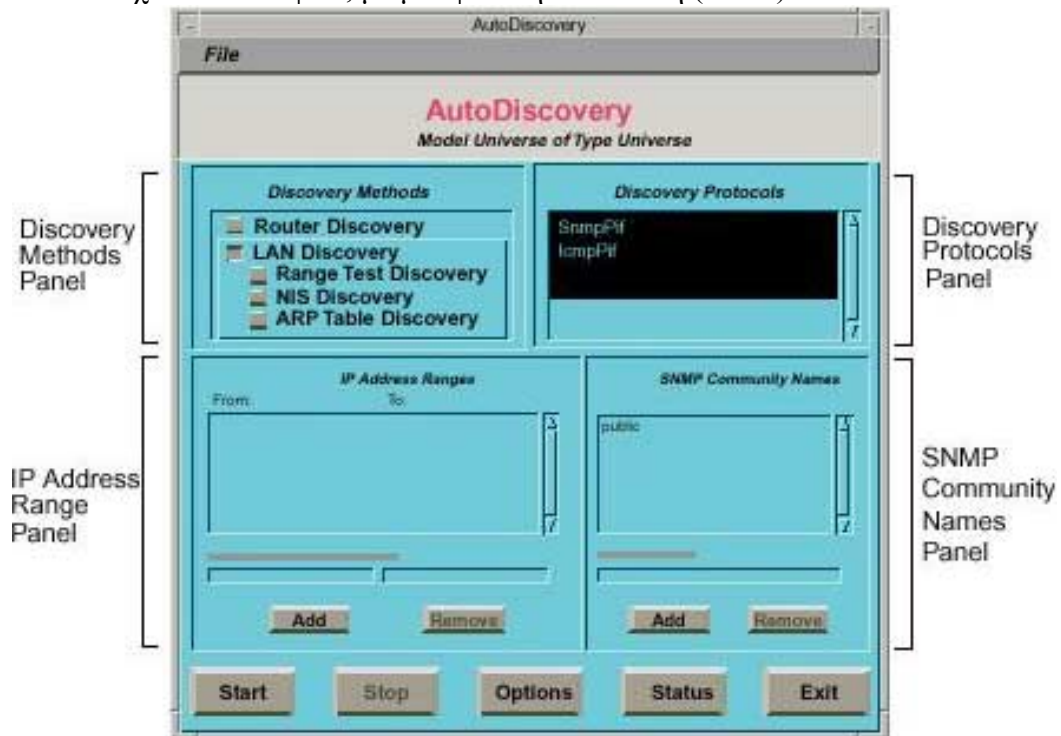 AutoDiscovery
File
AutoDiscovery
Model Universe of Type Universe
Discovery Methods Panel
Discovery Methods
Router Discovery
LAN Discovery
Range Test Discovery
NIS Discovery
ARP Table Discovery
Discovery Protocols
SnmpPif
IcmpPif
Discovery Protocols Panel
IP Address Range Panel
IP Address Ranges
From: To:
Add Remove
SNMP Community Names
public
Add Remove
SNMP Community Names Panel
Start Stop Options Status Exit